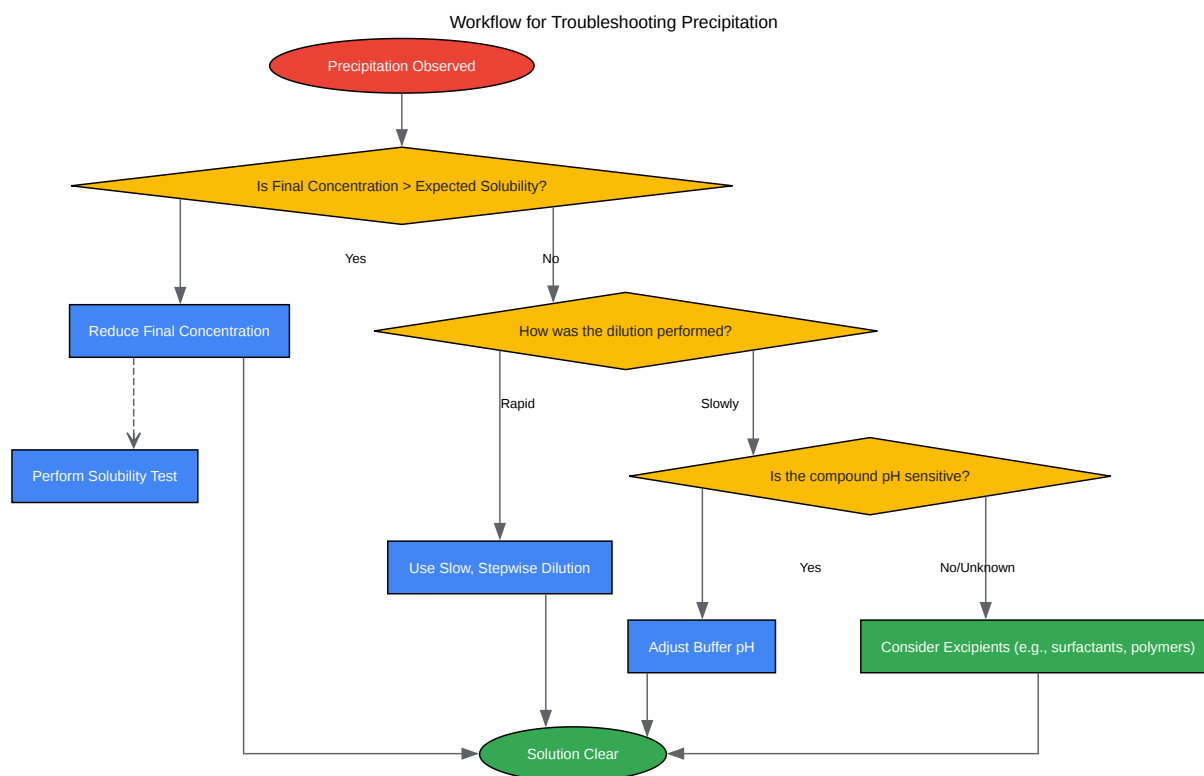 Workflow for Troubleshooting Precipitation
Precipitation Observed
Is Final Concentration > Expected Solubility?
Yes
No
Reduce Final Concentration
How was the dilution performed?
Rapid
Slowly
Perform Solubility Test
Is the compound pH sensitive?
Use Slow, Stepwise Dilution
Yes
No/Unknown
Adjust Buffer pH
Consider Excipients (e.g., surfactants, polymers)
Solution Clear